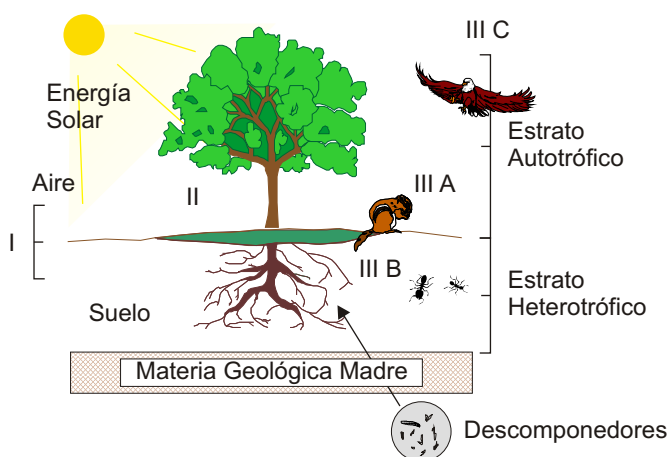 III C
Energía
Solar
Estrato
Autotrófico
Aire
II
III A
I
III B
Suelo
Estrato
Heterotrófico
Materia Geológica Madre
Descomponedores